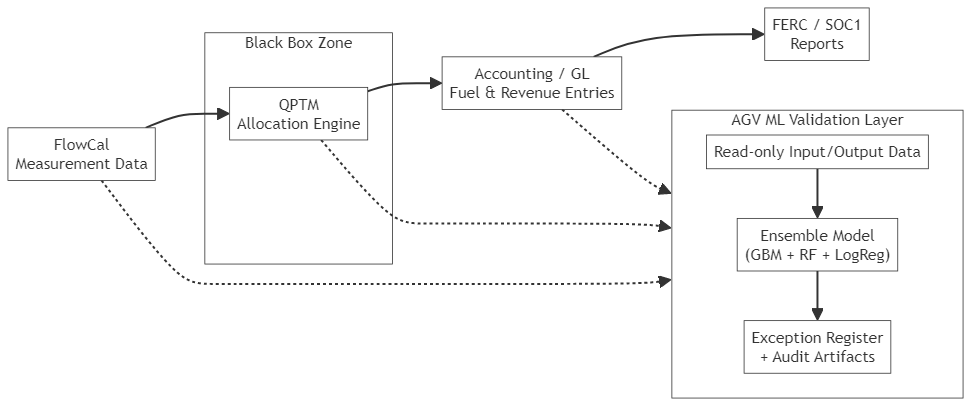 FERC / SOC1
Reports
Black Box Zone
Accounting / GL
Fuel & Revenue Entries
QPTM
Allocation Engine
AGV ML Validation Layer
FlowCal
Measurement Data
Read-only Input/Output Data
Ensemble Model
(GBM + RF + LogReg)
Exception Register
+ Audit Artifacts